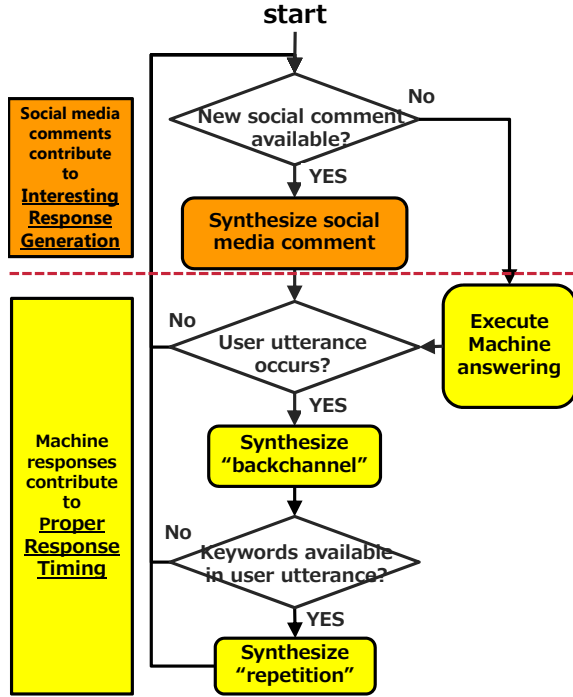 start
New social comment
available?
No
YES
Social media
comments
contribute
to
Interesting
Response
Generation
Synthesize social
media comment
No
User utterance
occurs?
Execute
Machine
answering
YES
Synthesize
“backchannel”
Machine
responses
contribute
to
Proper
Response
Timing
No
Keywords available
in user utterance?
YES
Synthesize
“repetition”